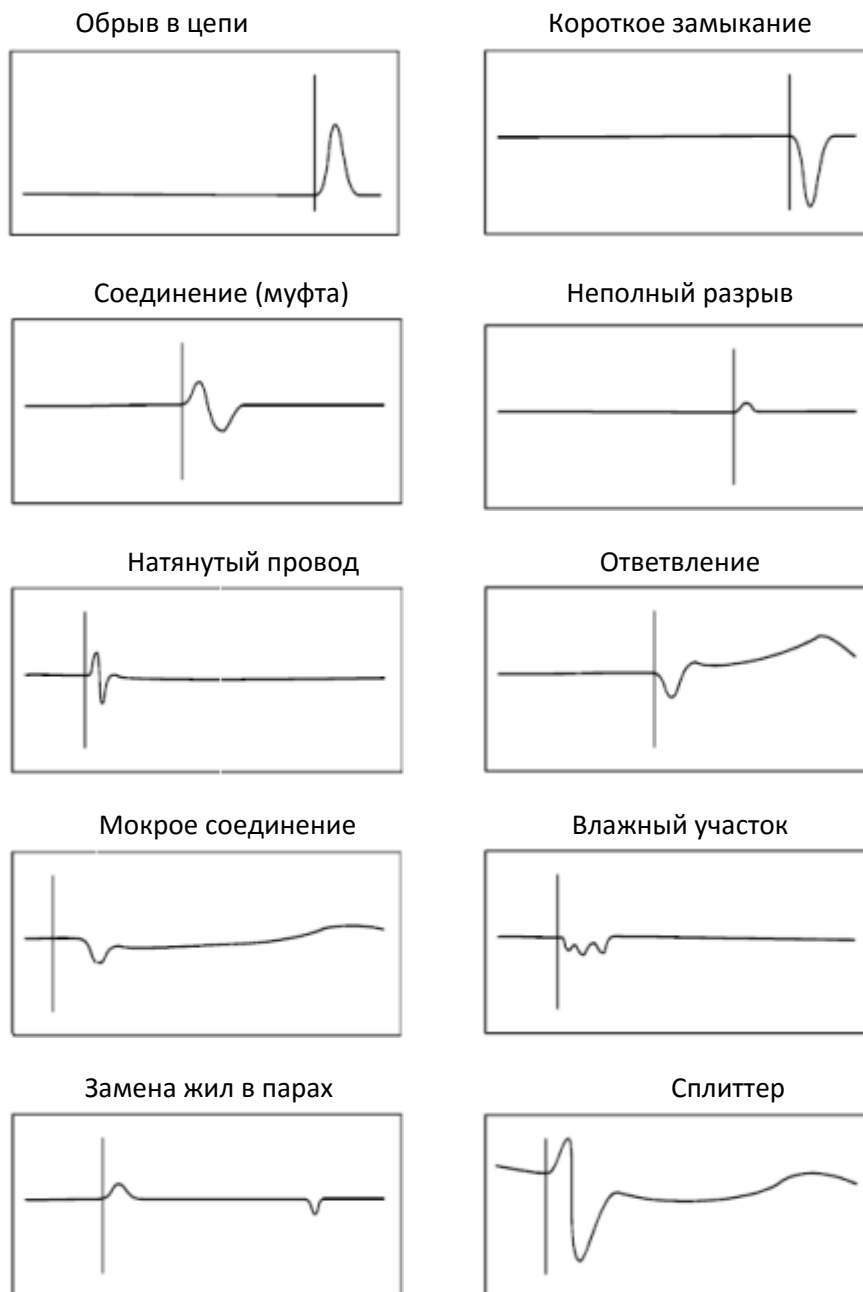 Обрыв в цепи
Короткое замыкание
Соединение (муфта)
Неполный разрыв
Натянутый провод
Ответвление
Мокрое соединение
Влажный участок
Замена жил в парах
Сплиттер